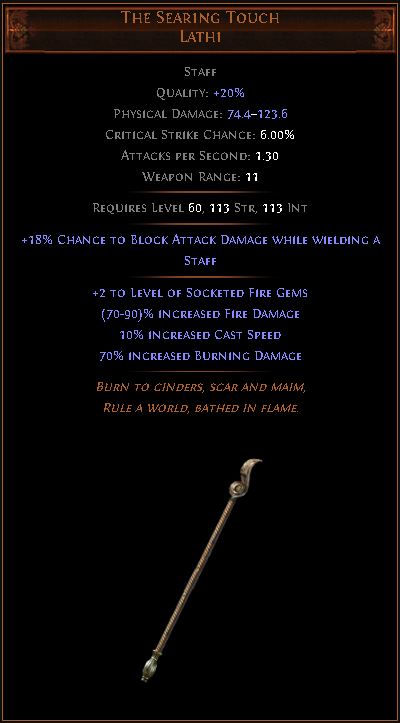 The Searing Touch
Lathi
Staff
Quality: +20%
Physical Damage: 74.4–123.6
Critical Strike Chance: 6.00%
Attacks per Second: 1.30
Weapon Range: 11
Requires Level 60, 113 Str, 113 Int
+18% Chance to Block Attack Damage while wielding a
Staff
+2 to Level of Socketed Fire Gems
(70-90)% increased Fire Damage
10% increased Cast Speed
70% increased Burning Damage
Burn to cinders, scar and maim,
Rule a world, bathed in flame.